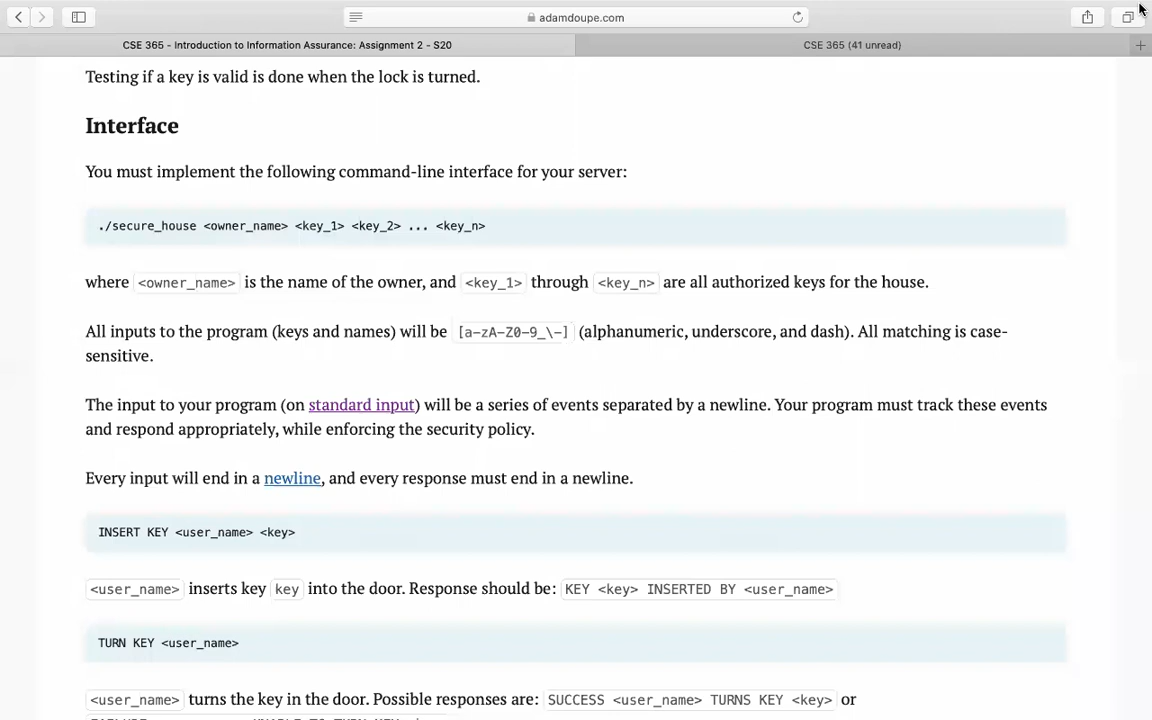 adamdoupe.com
CSE 365 - Introduction to Information Assurance: Assignment 2 - S20
CSE 365 (41 unread)
Testing if a key is valid is done when the lock is turned.
Interface
You must implement the following command-line interface for your server:
./secure_house <owner_name> <key_1> <key_2> ... <key_n>
where <owner_name> is the name of the owner, and <key_1> through <key_n> are all authorized keys for the house.
All inputs to the program (keys and names) will be [a-zA-Z0-9_\-] (alphanumeric, underscore, and dash). All matching is case-
sensitive.
The input to your program (on standard input) will be a series of events separated by a newline. Your program must track these events
and respond appropriately, while enforcing the security policy.
Every input will end in a newline, and every response must end in a newline.
INSERT KEY <user_name> <key>
<user_name> inserts key key into the door. Response should be: KEY <key> INSERTED BY <user_name>
TURN KEY <user_name>
<user_name> turns the key in the door. Possible responses are: SUCCESS <user_name> TURNS KEY <key> or